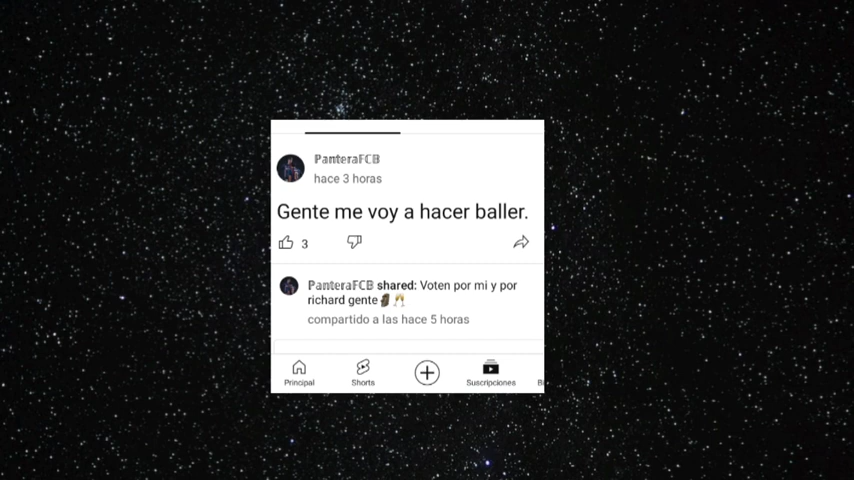 PanteraFCB
hace 3 horas
Gente me voy a hacer baller.
3
PanteraFCB shared: Voten por mi y por
richard gente🗿🥂
compartido a las hace 5 horas
Principal
Shorts
Suscripciones